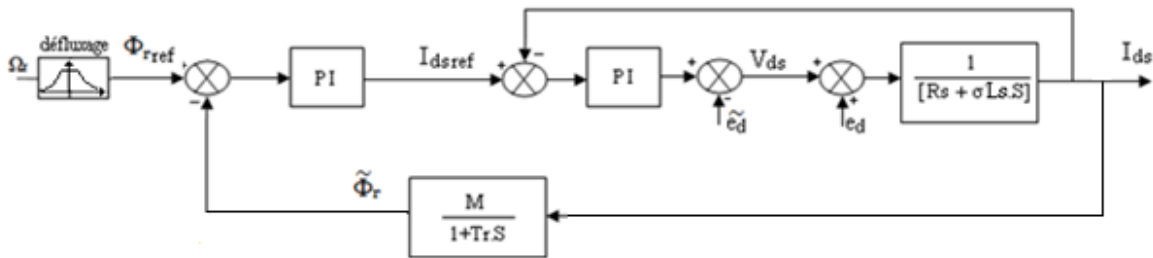 défluxage
Ωr
Φrref
+
−
PI
Idsref
+
−
PI
+
−
ẽd
Vds
+
+
ed
1
[Rs + σLs.S]
Ids
Φ̃r
M
1+Tr.S